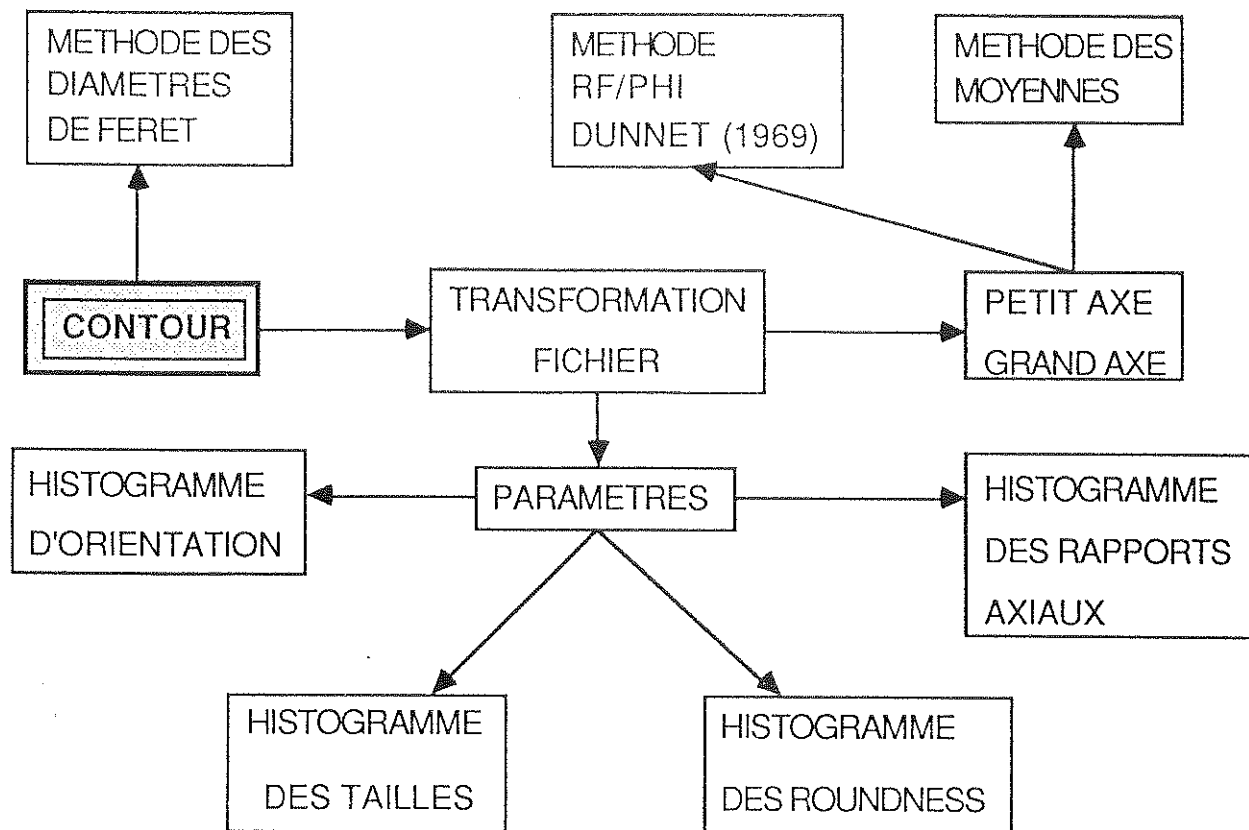 METHODE DES
DIAMETRES
DE FERET
METHODE
RF/PHI
DUNNET (1969)
METHODE DES
MOYENNES
CONTOUR
TRANSFORMATION
FICHIER
PETIT AXE
GRAND AXE
HISTOGRAMME
D'ORIENTATION
PARAMETRES
HISTOGRAMME
DES RAPPORTS
AXIAUX
HISTOGRAMME
DES TAILLES
HISTOGRAMME
DES ROUNDNESS